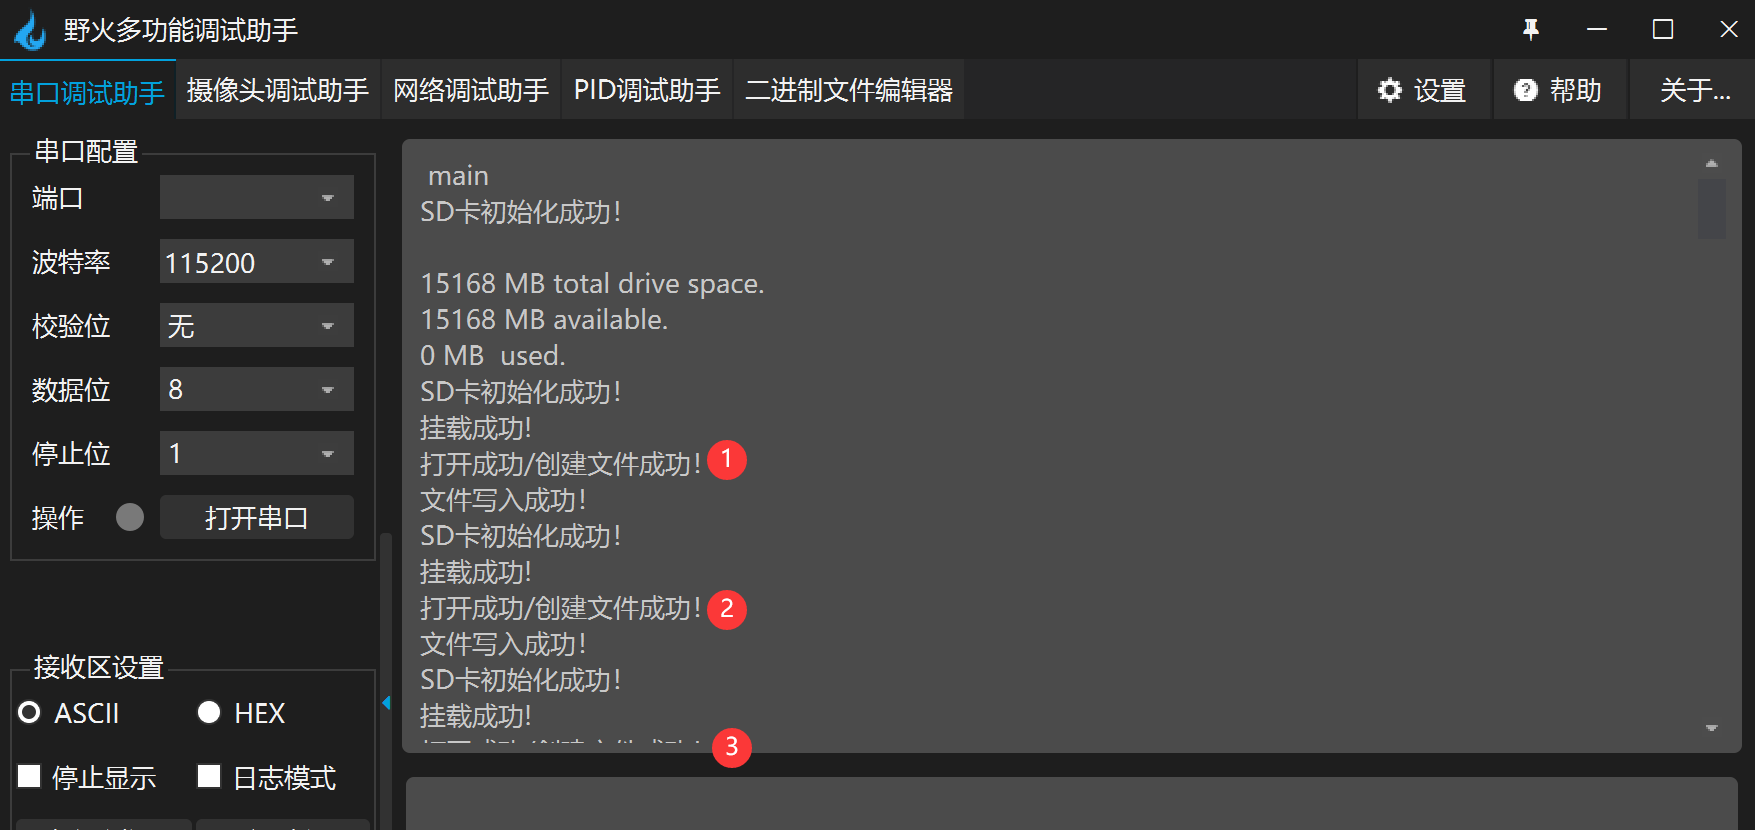 野火多功能调试助手
串口调试助手 摄像头调试助手 网络调试助手 PID调试助手 二进制文件编辑器 设置 帮助 关于...
串口配置
端口
波特率 115200
校验位 无
数据位 8
停止位 1
操作 打开串口
接收区设置
ASCII HEX
停止显示 日志模式
main
SD卡初始化成功!
15168 MB total drive space.
15168 MB available.
0 MB  used.
SD卡初始化成功!
挂载成功!
打开成功/创建文件成功! 1
文件写入成功!
SD卡初始化成功!
挂载成功!
打开成功/创建文件成功! 2
文件写入成功!
SD卡初始化成功!
挂载成功!
3